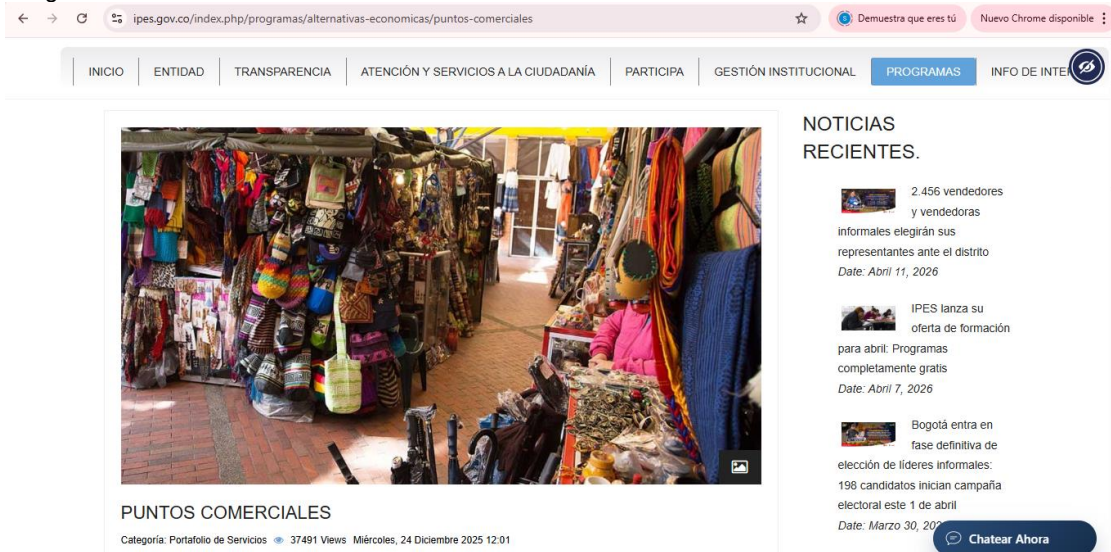 ipes.gov.co/index.php/programas/alternativas-economicas/puntos-comerciales
Demuestra que eres tú
Nuevo Chrome disponible
INICIO
ENTIDAD
TRANSPARENCIA
ATENCIÓN Y SERVICIOS A LA CIUDADANÍA
PARTICIPA
GESTIÓN INSTITUCIONAL
PROGRAMAS
INFO DE INTE
PUNTOS COMERCIALES
Categoría: Portafolio de Servicios 37491 Views Miércoles, 24 Diciembre 2025 12:01
NOTICIAS
RECIENTES.
2.456 vendedores
y vendedoras
informales elegirán sus
representantes ante el distrito
Date: Abril 11, 2026
IPES lanza su
oferta de formación
para abril: Programas
completamente gratis
Date: Abril 7, 2026
Bogotá entra en
fase definitiva de
elección de líderes informales:
198 candidatos inician campaña
electoral este 1 de abril
Date: Marzo 30, 202
Chatear Ahora